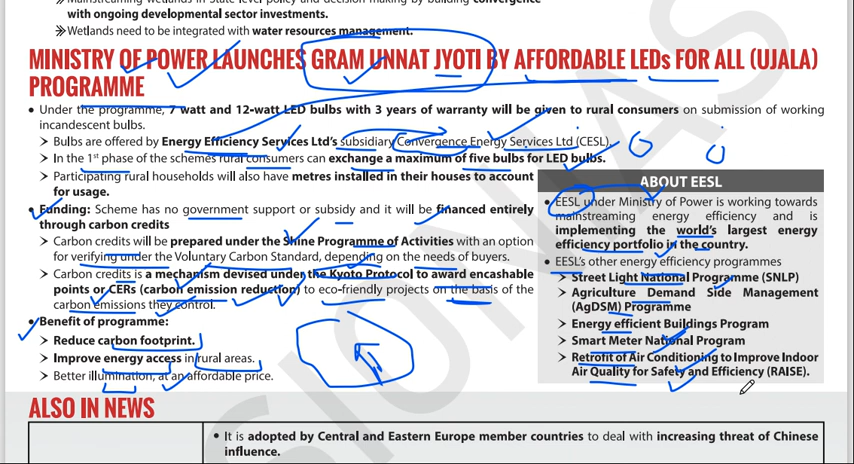 Mainstreaming wetlands in State level policy and decision making by building convergence
with ongoing developmental sector investments.
Wetlands need to be integrated with water resources management.
MINISTRY OF POWER LAUNCHES GRAM UNNAT JYOTI BY AFFORDABLE LEDs FOR ALL (UJALA)
PROGRAMME
• Under the programme, 7 watt and 12-watt LED bulbs with 3 years of warranty will be given to rural consumers on submission of working
incandescent bulbs.
> Bulbs are offered by Energy Efficiency Services Ltd's subsidiary Convergence Energy Services Ltd (CESL).
> In the 1st phase of the schemes rural consumers can exchange a maximum of five bulbs for LED bulbs.
> Participating rural households will also have metres installed in their houses to account
for usage.
• Funding: Scheme has no government support or subsidy and it will be financed entirely
through carbon credits
> Carbon credits will be prepared under the Shine Programme of Activities with an option
for verifying under the Voluntary Carbon Standard, depending on the needs of buyers.
> Carbon credits is a mechanism devised under the Kyoto Protocol to award encashable
points or CERs (carbon emission reduction) to eco-friendly projects on the basis of the
carbon emissions they control.
• Benefit of programme:
> Reduce carbon footprint.
> Improve energy access in rural areas.
> Better illumination, at an affordable price.
ABOUT EESL
• EESL under Ministry of Power is working towards
mainstreaming energy efficiency and is
implementing the world's largest energy
efficiency portfolio in the country.
• EESL's other energy efficiency programmes
> Street Light National Programme (SNLP)
> Agriculture Demand Side Management
(AgDSM) Programme
> Energy efficient Buildings Program
> Smart Meter National Program
> Retrofit of Air Conditioning to Improve Indoor
Air Quality for Safety and Efficiency (RAISE).
ALSO IN NEWS
• It is adopted by Central and Eastern Europe member countries to deal with increasing threat of Chinese
influence.